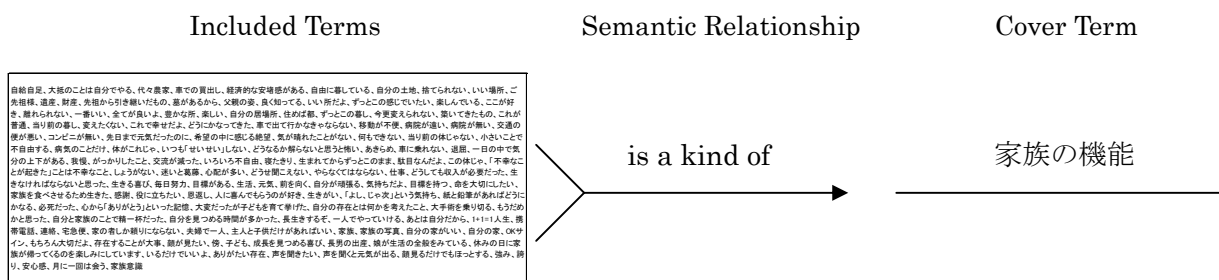 Included Terms
Semantic Relationship
Cover Term
自給自足、大抵のことは自分でやる、代々農家、車での買出し、経済的な安堵感がある、自由に暮している、自分の土地、捨てられない、いい場所、ご
先祖様、遺産、財産、先祖から引き継いだもの、墓があるから、父親の姿、良く知ってる、いい所だよ、ずっとこの感じでいたい、楽しんでいる、ここが好
き、離れられない、一番いい、全てが良いよ、豊かな所、楽しい、自分の居場所、住めば都、ずっとこの暮し、今更変えられない、築いてきたもの、これが
普通、当り前の暮し、変えたくない、これで幸せだよ、どうにかなってきた、車で出て行かなきゃならない、移動が不便、病院が遠い、病院が無い、交通の
便が悪い、コンビニが無い、先日まで元気だったのに、希望の中に感じる絶望、気が晴れたことがない、何もできない、当り前の体じゃない、小さいことで
不自由する、病気のことだけ、体がこれじゃ、いつも｢せいせい｣しない、どうなるか解らないと思うと怖い、あきらめ、車に乗れない、退屈、一日の中で気
分の上下がある、我慢、がっかりしたこと、交流が減った、いろいろ不自由、寝たきり、生まれてからずっとこのまま、駄目なんだよ、この体じゃ、｢不幸なこ
とが起きた｣ことは不幸なこと、しょうがない、迷いと葛藤、心配が多い、どうせ聞こえない、やらなくてはならない、仕事、どうしても収入が必要だった、生
きなければならないと思った、生きる喜び、毎日努力、目標がある、生活、元気、前を向く、自分が頑張る、気持ちだよ、目標を持つ、命を大切にしたい、
家族を食べさせるため生きた、感謝、役に立ちたい、恩返し、人に喜んでもらうのが好き、生きがい、｢よし、じゃ次｣という気持ち、紙と鉛筆があればどうに
かなる、必死だった、心から｢ありがとう｣といった記憶、大変だったが子どもを育て挙げた、自分の存在とは何かを考えたこと、大手術を乗り切る、もうだめ
かと思った、自分と家族のことで精一杯だった、自分を見つめる時間が多かった、長生きするぞ、一人でやっていける、あとは自分だから、1+1=1人生、携
帯電話、連絡、宅急便、家の者しか頼りにならない、夫婦で一人、主人と子供だけがあればいい、家族、家族の写真、自分の家がいい、自分の家、OKサ
イン、もちろん大切だよ、存在することが大事、顔が見たい、傍、子ども、成長を見つめる喜び、長男の出産、娘が生活の全般をみている、休みの日に家
族が帰ってくるのを楽しみにしています、いるだけでいいよ、ありがたい存在、声を聞きたい、声を聞くと元気が出る、顔見るだけでもほっとする、強み、誇
り、安心感、月に一回は会う、家族意識
is a kind of
家族の機能